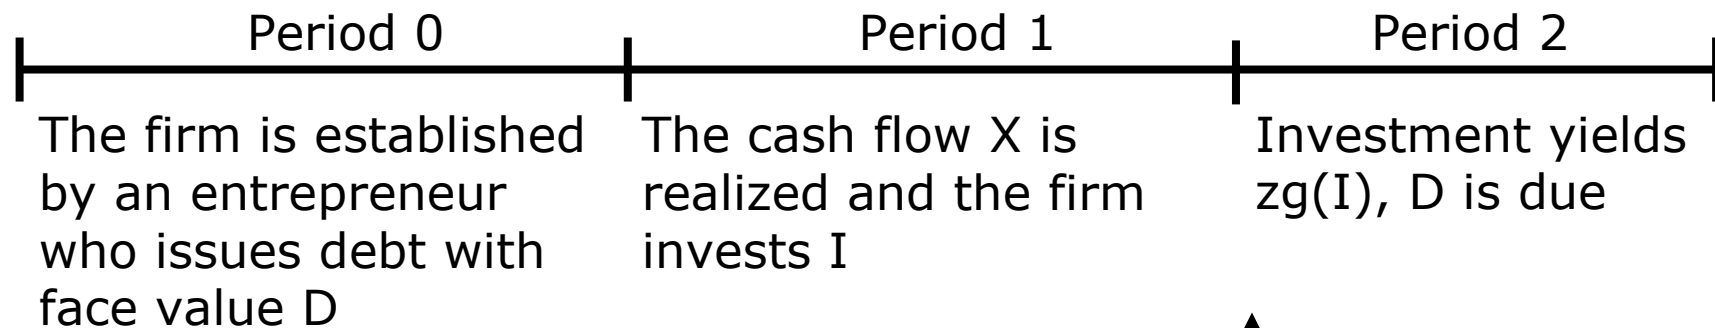 Period 0
Period 1
Period 2
The firm is established
by an entrepreneur
who issues debt with
face value D
The cash flow X is
realized and the firm
invests I
Investment yields
zg(I), D is due